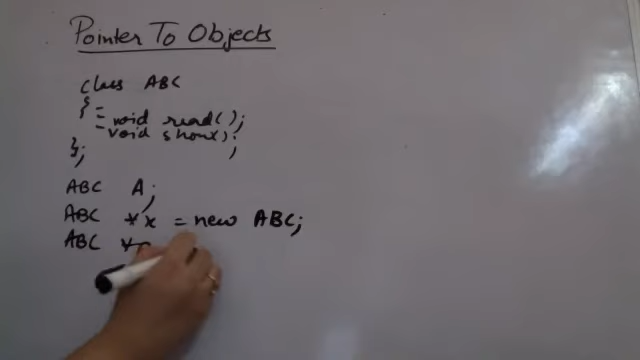 Pointer To Objects
class ABC
{ =
= void read();
void show();
};
ABC A;
ABC *x = new ABC;
ABC *